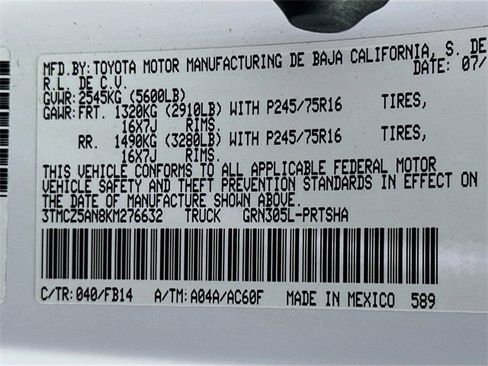 MFD.BY: TOYOTA MOTOR MANUFACTURING DE BAJA CALIFORNIA, S. DE
R.L. DE C.V. DATE: 07/
GVWR: 2545KG (5600LB)
GAWR: FRT. 1320KG (2910LB) WITH P245/75R16 TIRES,
16X7J RIMS.
RR. 1490KG (3280LB) WITH P245/75R16 TIRES,
16X7J RIMS.
THIS VEHICLE CONFORMS TO ALL APPLICABLE FEDERAL MOTOR
VEHICLE SAFETY AND THEFT PREVENTION STANDARDS IN EFFECT ON
THE DATE OF MANUFACTURE SHOWN ABOVE.
3TMCZ5AN8KM276632 TRUCK GRN305L-PRTSHA
C/TR: 040/FB14 A/TM: A04A/AC60F MADE IN MEXICO 589